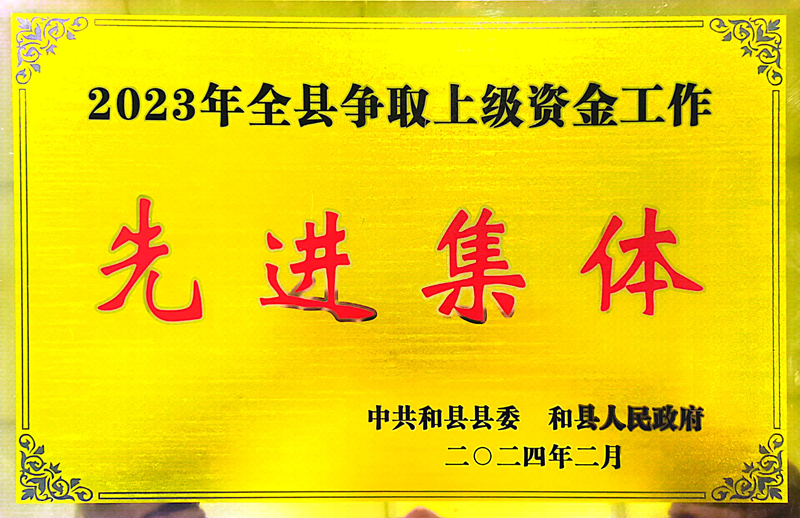 2023年全县争取上级资金工作
先进集体
中共和县县委 和县人民政府
二〇二四年二月